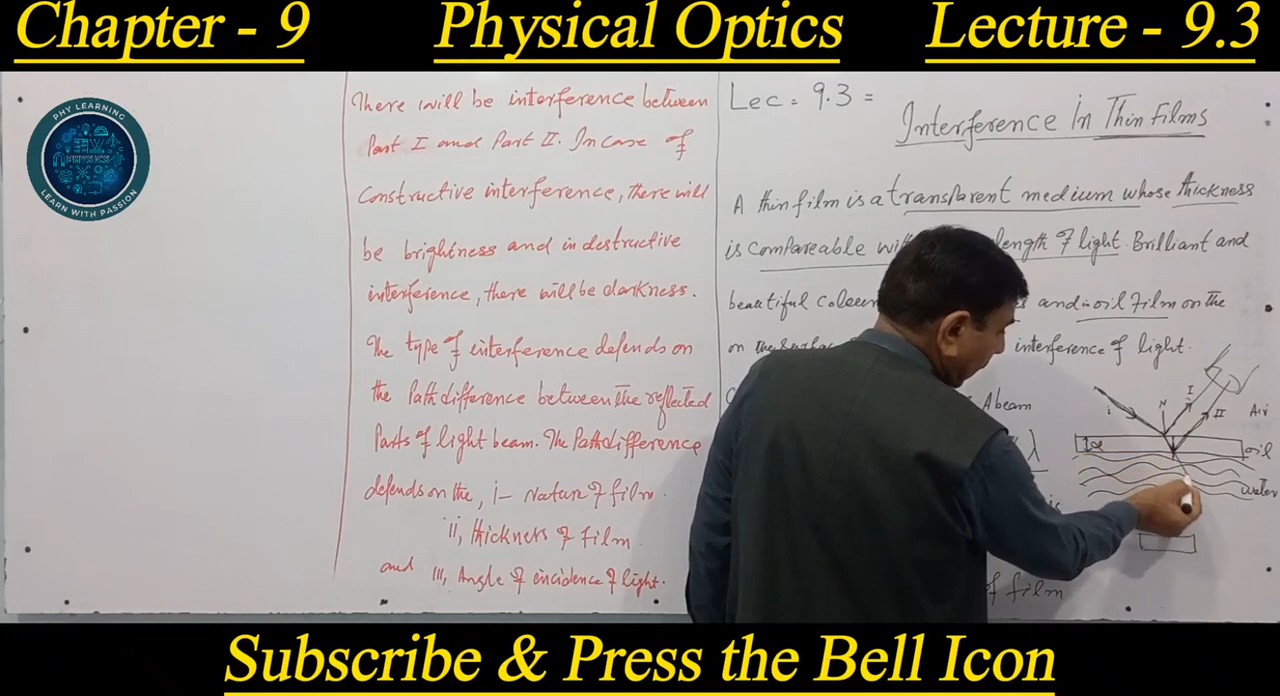 Chapter - 9 Physical Optics Lecture - 9.3
PHY LEARNING
PHYSICS
LEARN WITH PASSION
There will be interference between
Part I and Part II. In case of
Constructive interference, there will
be brightness and in destructive
interference, there will be darkness.
The type of interference depends on
the Path difference between the reflected
Parts of light beam. The Path difference
depends on the, i- Nature of film.
ii, thickness of film
and iii, Angle of incidence of light.
Lec = 9.3 =
Interference In Thin Films
A thin film is a transparent medium whose thickness
is compareable length of light. Brilliant and
beautiful and in oil film on the
on the interference of light.
A beam
λ
is
of film
i
N
I
II
Air
oil
water
Subscribe & Press the Bell Icon